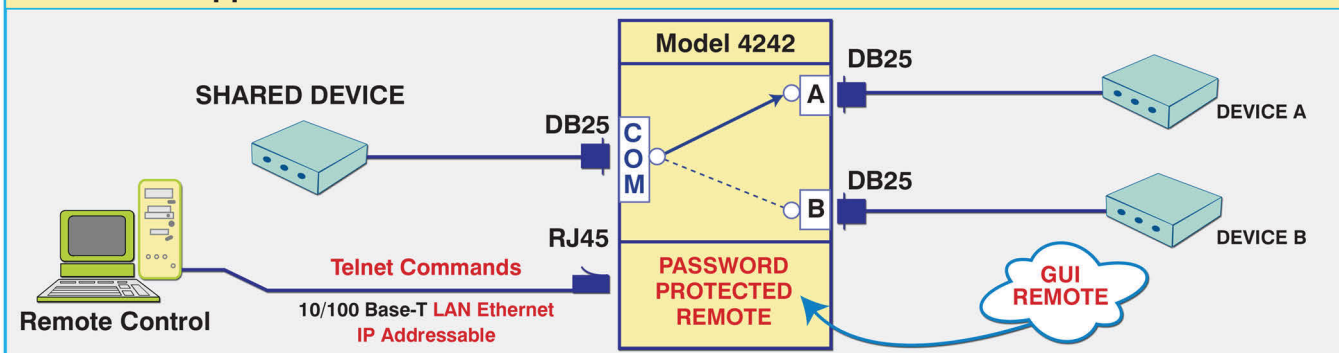 Model 4242
SHARED DEVICE
DB25
COM
A
B
DB25
DEVICE A
DB25
DEVICE B
RJ45
Telnet Commands
10/100 Base-T LAN Ethernet
IP Addressable
Remote Control
PASSWORD
PROTECTED
REMOTE
GUI
REMOTE